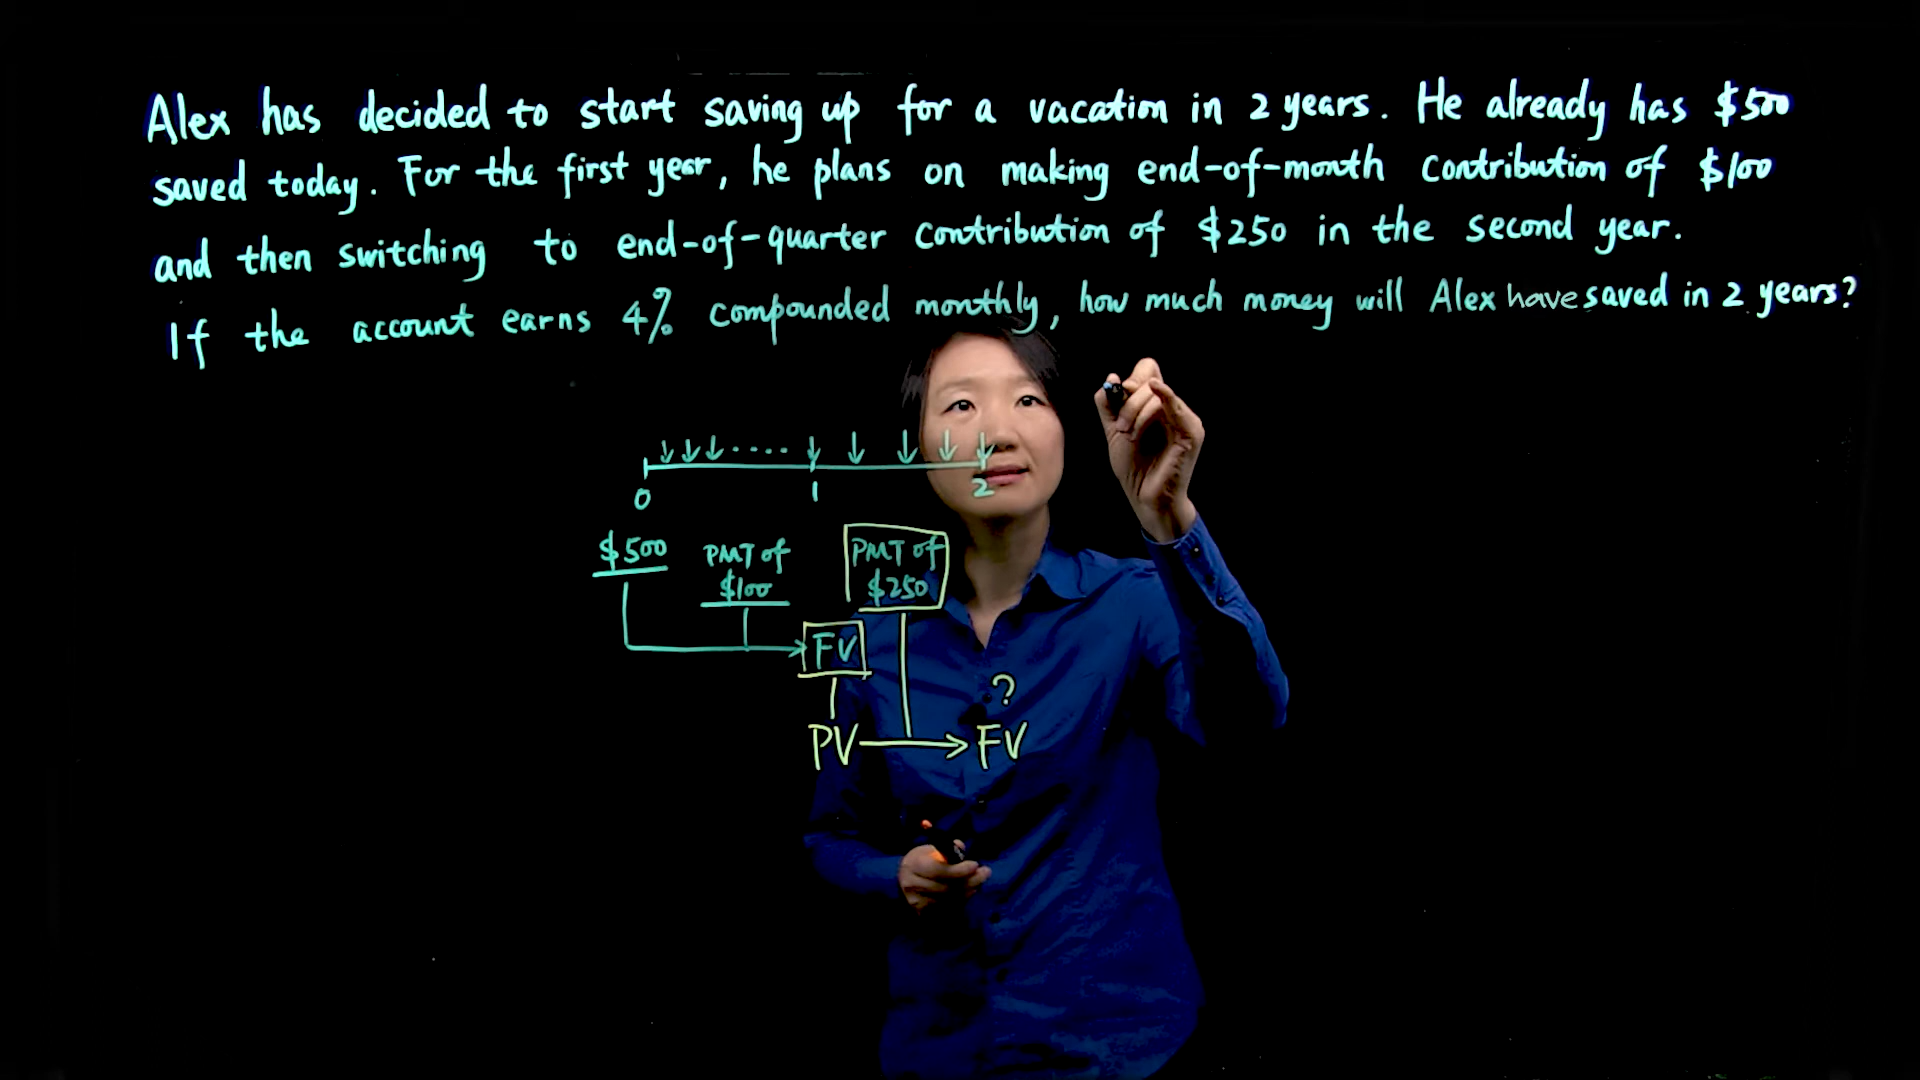 Alex has decided to start saving up for a vacation in 2 years. He already has $500
saved today. For the first year, he plans on making end-of-month contribution of $100
and then switching to end-of-quarter contribution of $250 in the second year.
If the account earns 4% compounded monthly, how much money will Alex have saved in 2 years?
0 1 2
$500 PMT of PMT of
$100 $250
FV
?
PV FV